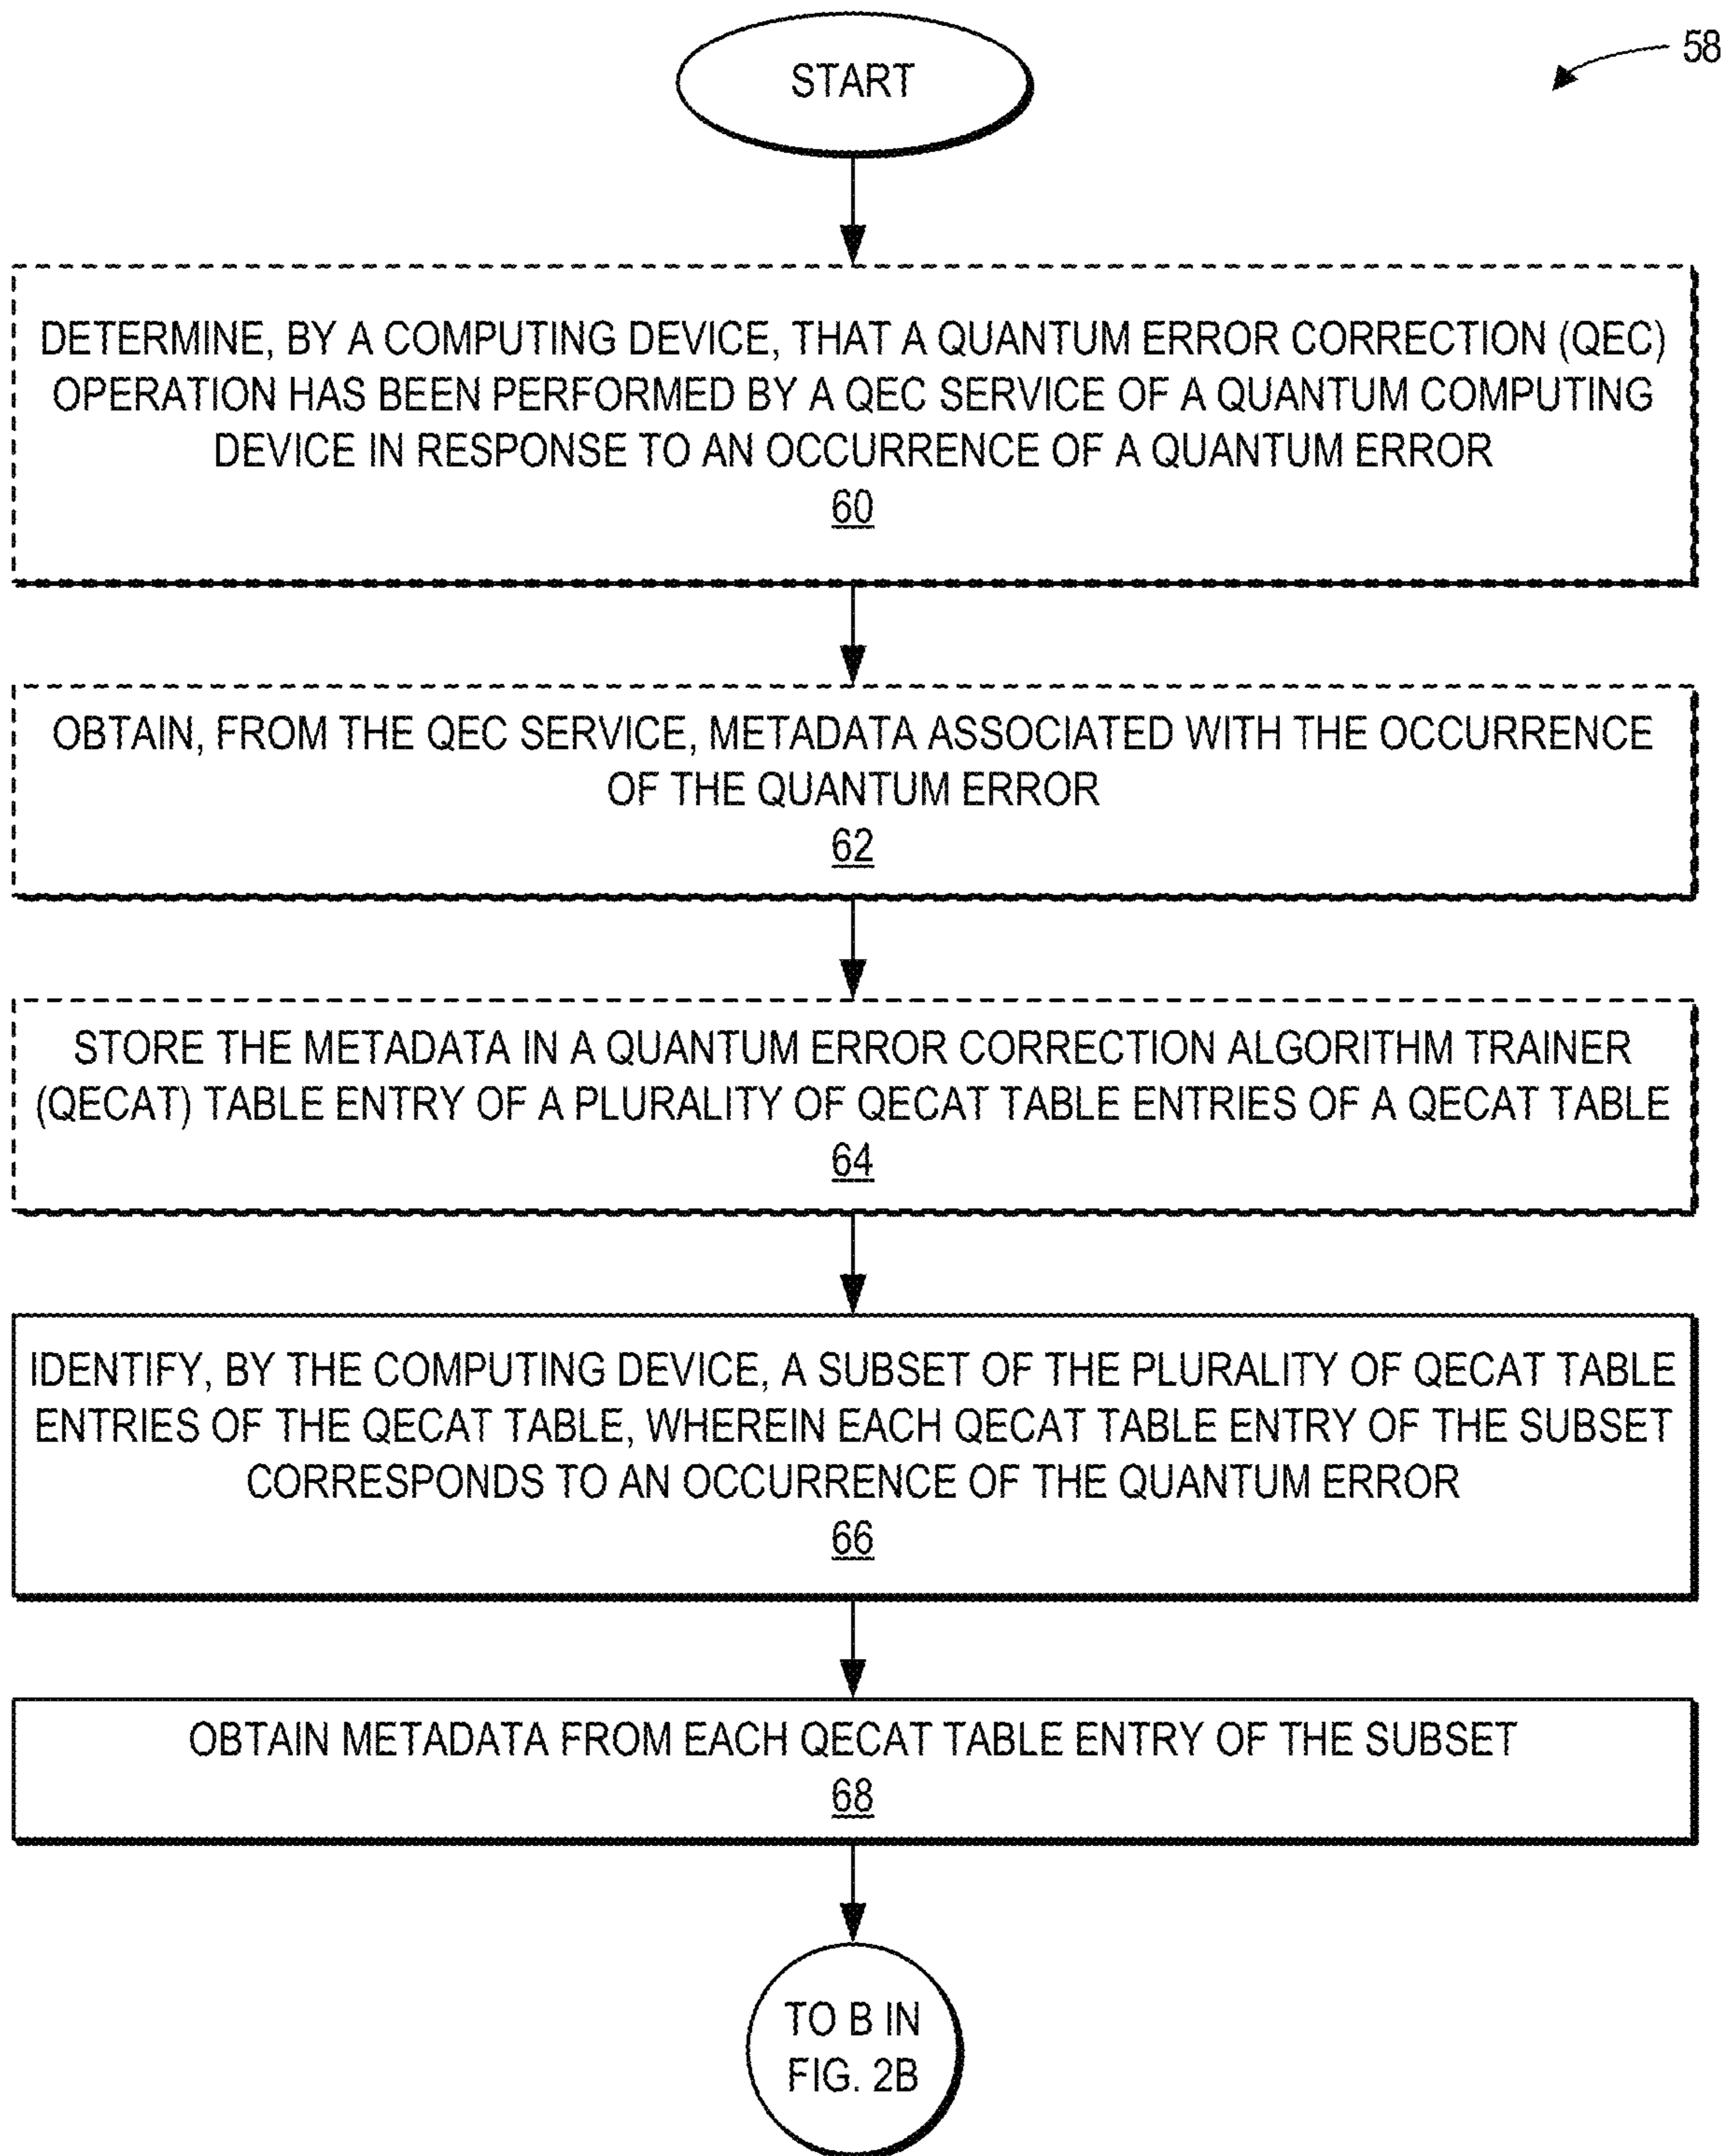 58
START
DETERMINE, BY A COMPUTING DEVICE, THAT A QUANTUM ERROR CORRECTION (QEC)
OPERATION HAS BEEN PERFORMED BY A QEC SERVICE OF A QUANTUM COMPUTING
DEVICE IN RESPONSE TO AN OCCURRENCE OF A QUANTUM ERROR
60
OBTAIN, FROM THE QEC SERVICE, METADATA ASSOCIATED WITH THE OCCURRENCE
OF THE QUANTUM ERROR
62
STORE THE METADATA IN A QUANTUM ERROR CORRECTION ALGORITHM TRAINER
(QECAT) TABLE ENTRY OF A PLURALITY OF QECAT TABLE ENTRIES OF A QECAT TABLE
64
IDENTIFY, BY THE COMPUTING DEVICE, A SUBSET OF THE PLURALITY OF QECAT TABLE
ENTRIES OF THE QECAT TABLE, WHEREIN EACH QECAT TABLE ENTRY OF THE SUBSET
CORRESPONDS TO AN OCCURRENCE OF THE QUANTUM ERROR
66
OBTAIN METADATA FROM EACH QECAT TABLE ENTRY OF THE SUBSET
68
TO B IN
FIG. 2B